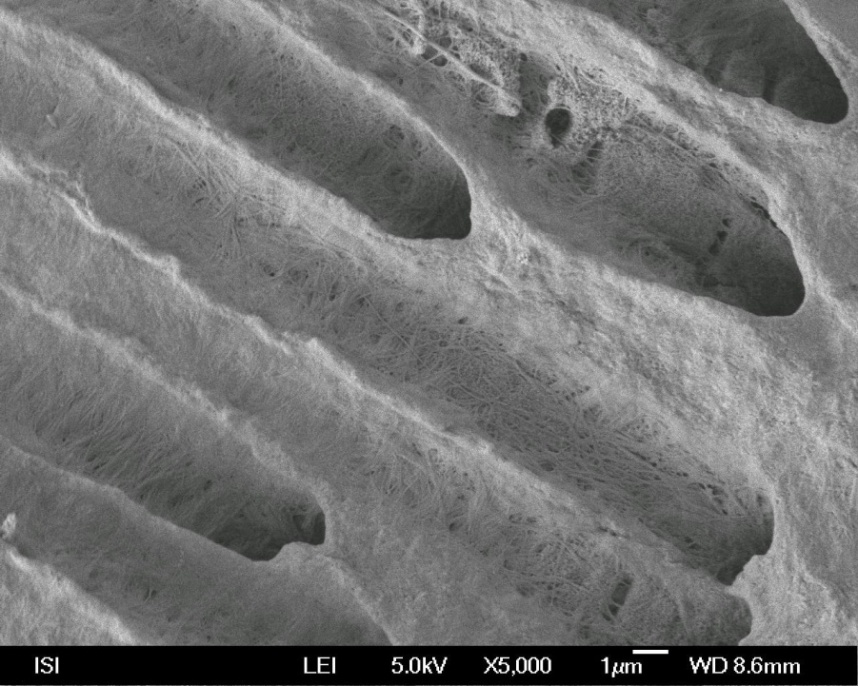 ISI LEI 5.0kV X5,000 1μm WD 8.6mm